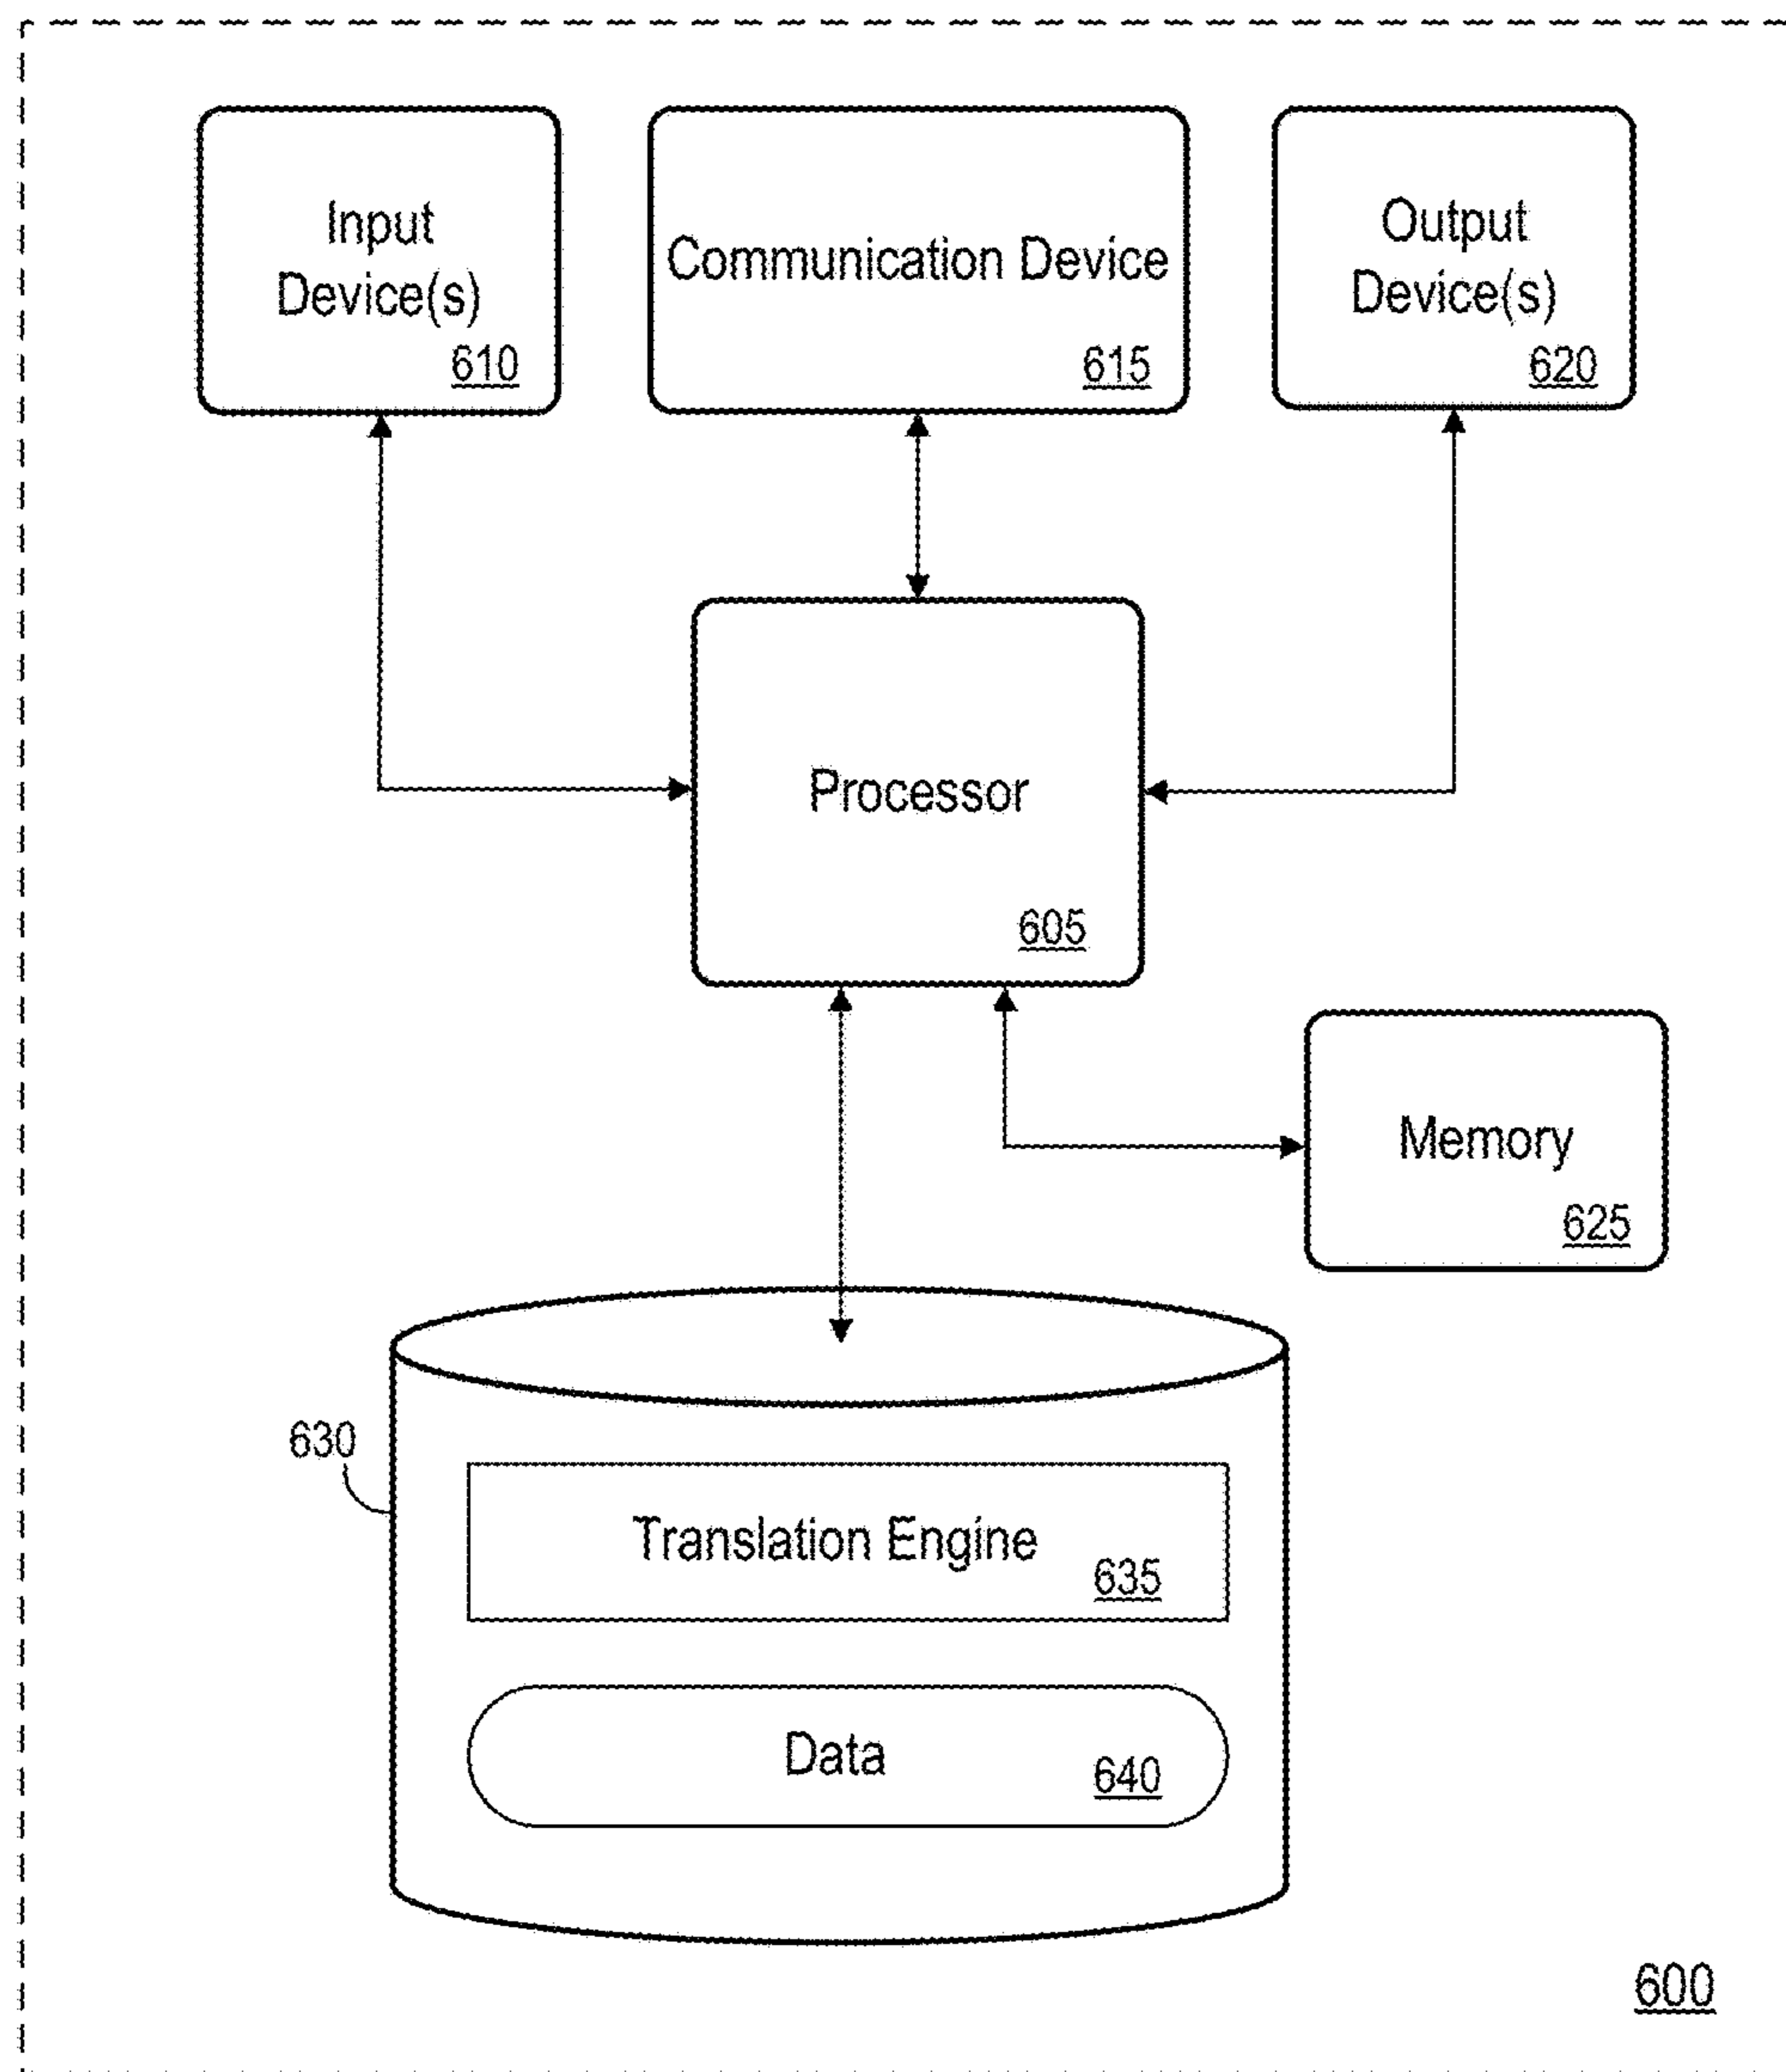 Input
Device(s)
610
Communication Device
615
Output
Device(s)
620
Processor
605
Memory
625
630
Translation Engine
635
Data
640
600